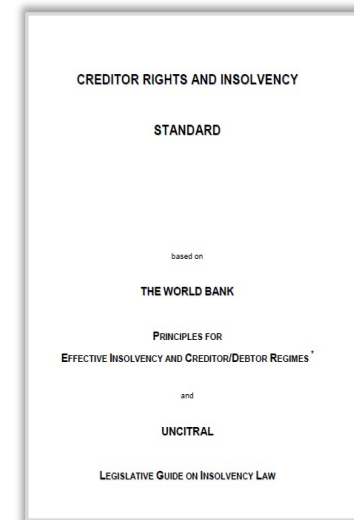 CREDITOR RIGHTS AND INSOLVENCY
STANDARD
based on
THE WORLD BANK
PRINCIPLES FOR
EFFECTIVE INSOLVENCY AND CREDITOR/DEBTOR REGIMES*
and
UNCITRAL
LEGISLATIVE GUIDE ON INSOLVENCY LAW